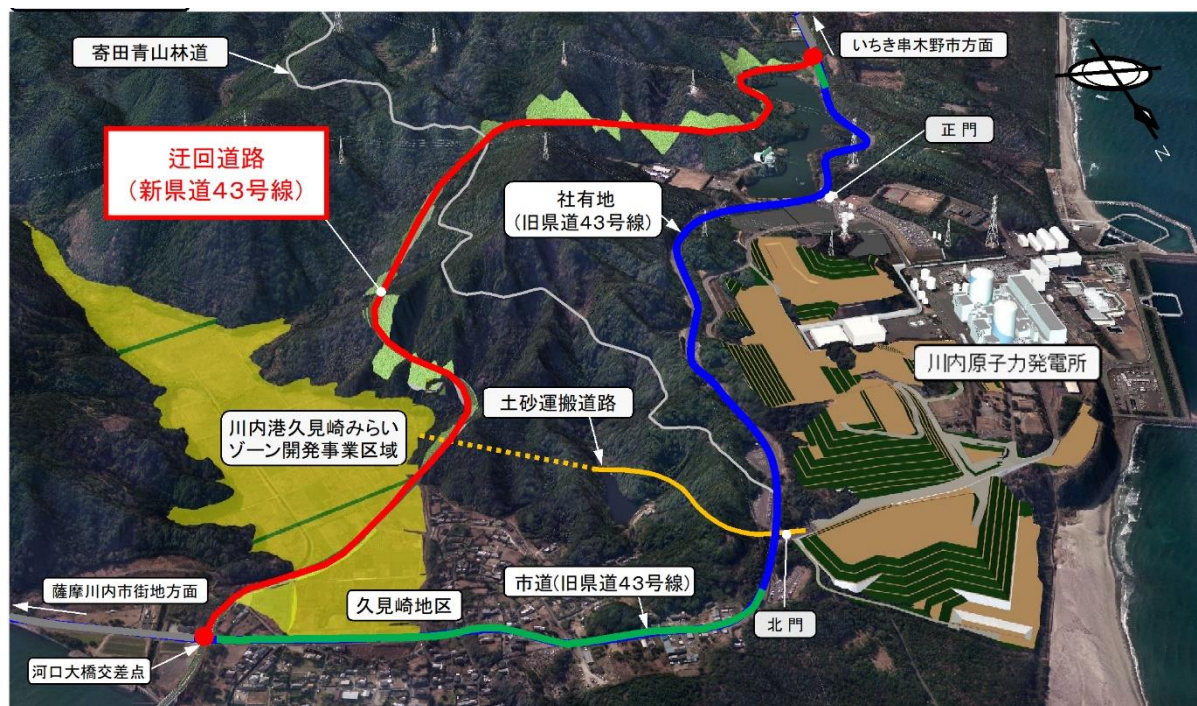 寄田青山林道
いちき串木野市方面
正門
N
迂回道路
(新県道43号線)
社有地
(旧県道43号線)
川内原子力発電所
土砂運搬道路
川内港久見崎みらい
ゾーン開発事業区域
薩摩川内市街地方面
久見崎地区
市道(旧県道43号線)
北門
河口大橋交差点